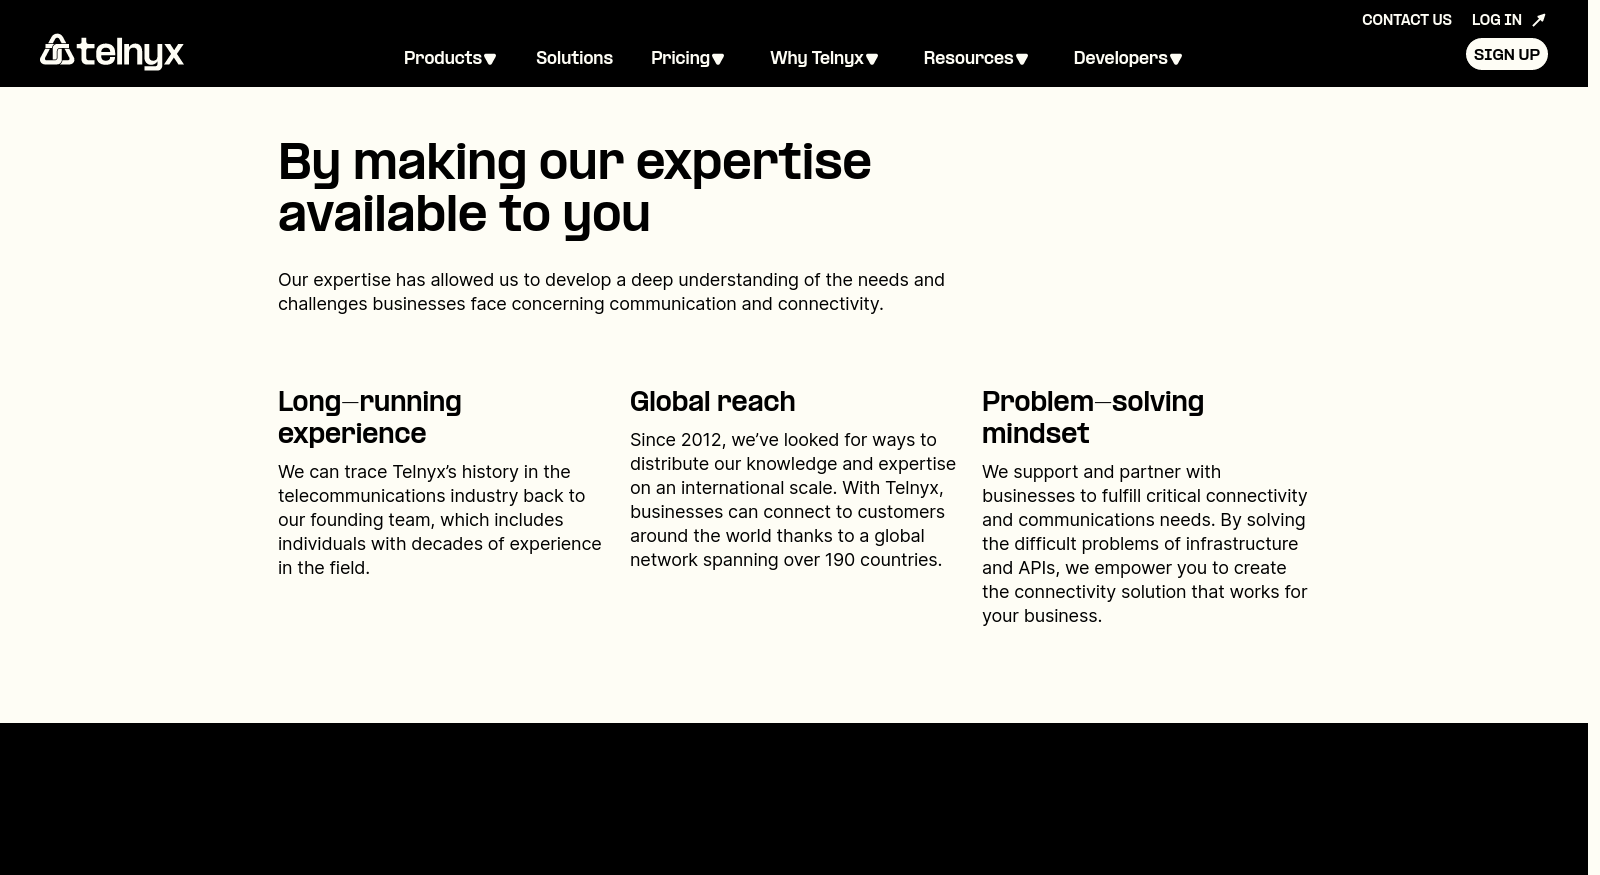 CONTACT US
LOG IN
telnyx
Products
Solutions
Pricing
Why Telnyx
Resources
Developers
SIGN UP
By making our expertise
available to you
Our expertise has allowed us to develop a deep understanding of the needs and
challenges businesses face concerning communication and connectivity.
Long–running
experience
We can trace Telnyx’s history in the
telecommunications industry back to
our founding team, which includes
individuals with decades of experience
in the field.
Global reach
Since 2012, we’ve looked for ways to
distribute our knowledge and expertise
on an international scale. With Telnyx,
businesses can connect to customers
around the world thanks to a global
network spanning over 190 countries.
Problem–solving
mindset
We support and partner with
businesses to fulfill critical connectivity
and communications needs. By solving
the difficult problems of infrastructure
and APIs, we empower you to create
the connectivity solution that works for
your business.